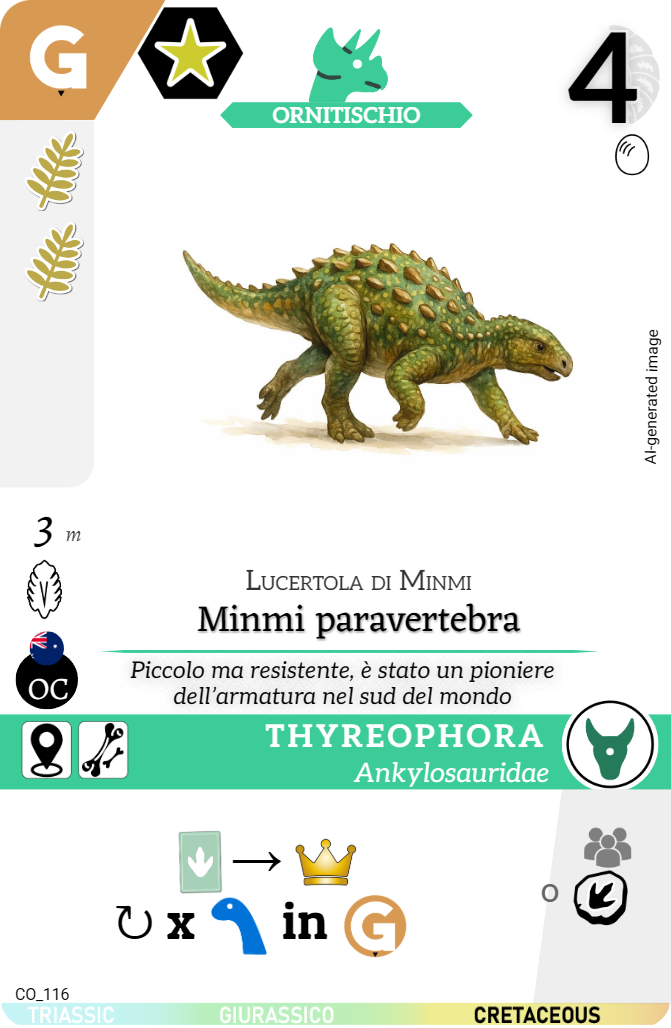 G
4
ORNITISCHIO
AI-generated image
3 m
OC
Lucertola di Minmi
Minmi paravertebra
Piccolo ma resistente, è stato un pioniere
dell'armatura nel sud del mondo
THYREOPHORA
Ankylosauridae
x in G
O
CO_116
TRIASSIC GIURASSICO CRETACEOUS